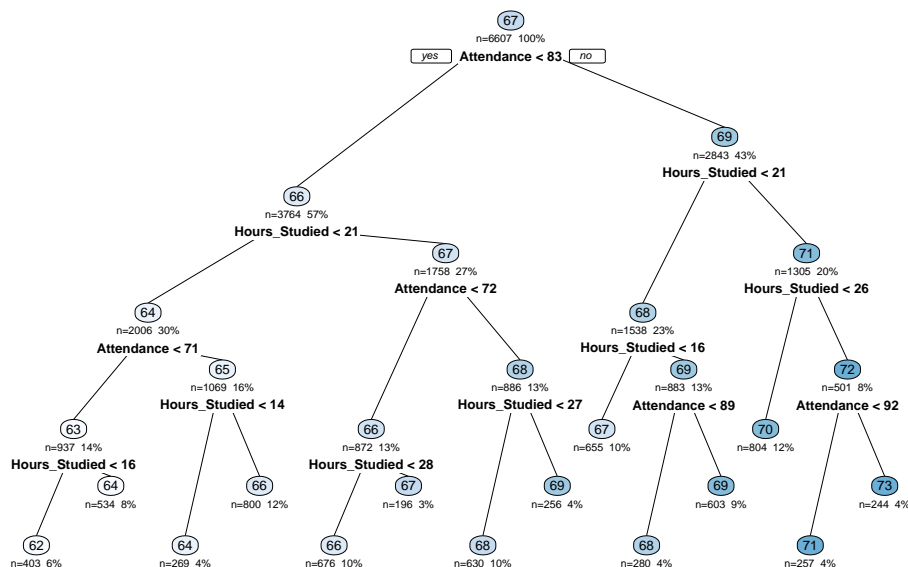 67
n=6607 100%
yes Attendance < 83 no
69
n=2843 43%
Hours_Studied < 21
66
n=3764 57%
Hours_Studied < 21
67
n=1758 27%
Attendance < 72
71
n=1305 20%
Hours_Studied < 26
64
n=2006 30%
Attendance < 71
68
n=1538 23%
Hours_Studied < 16
65
n=1069 16%
Hours_Studied < 14
68
n=886 13%
Hours_Studied < 27
69
n=883 13%
Attendance < 89
72
n=501 8%
Attendance < 92
63
n=937 14%
Hours_Studied < 16
66
n=872 13%
Hours_Studied < 28
67
n=655 10%
70
n=804 12%
64
n=534 8%
66
n=800 12%
67
n=196 3%
69
n=256 4%
69
n=603 9%
73
n=244 4%
62
n=403 6%
64
n=269 4%
66
n=676 10%
68
n=630 10%
68
n=280 4%
71
n=257 4%